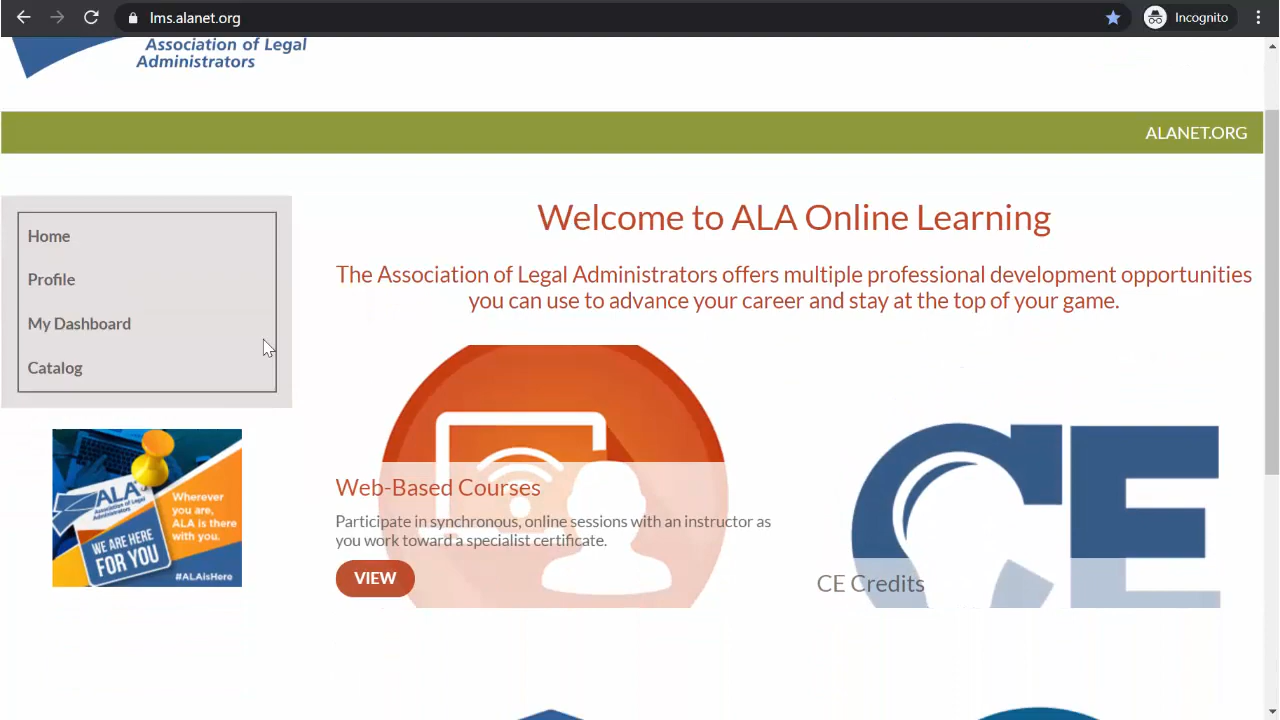 lms.alanet.org
Incognito
Association of Legal
Administrators
ALANET.ORG
Home
Profile
My Dashboard
Catalog
ALA
Association of Legal
Administrators
WE ARE HERE
FOR YOU
Wherever
you are,
ALA is there
with you.
#ALAIsHere
Welcome to ALA Online Learning
The Association of Legal Administrators offers multiple professional development opportunities
you can use to advance your career and stay at the top of your game.
Web-Based Courses
Participate in synchronous, online sessions with an instructor as
you work toward a specialist certificate.
VIEW
CE
CE Credits